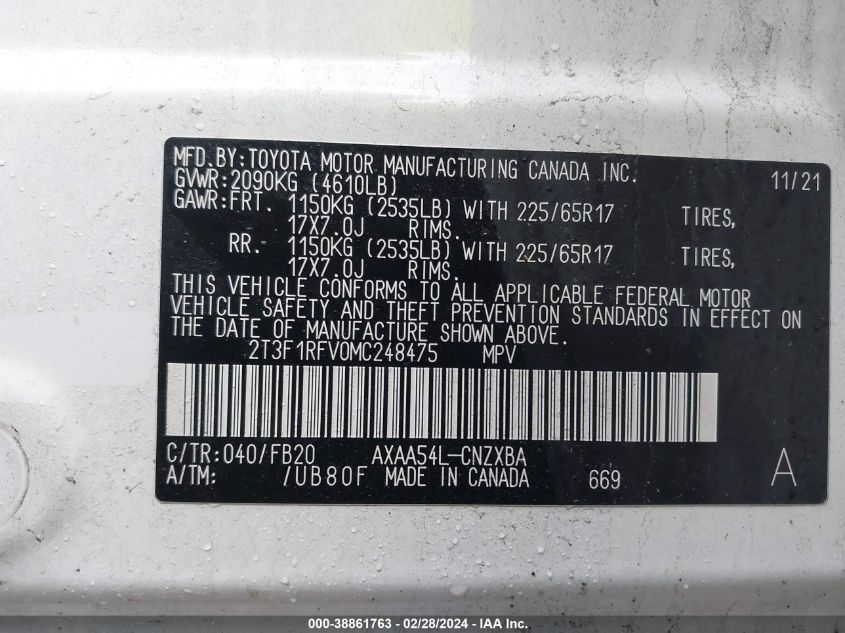 MFD.BY:TOYOTA MOTOR MANUFACTURING CANADA INC. 11/21
GVWR:2090KG (4610LB)
GAWR:FRT. 1150KG (2535LB) WITH 225/65R17 TIRES,
17X7.0J RIMS.
RR. 1150KG (2535LB) WITH 225/65R17 TIRES,
17X7.0J RIMS.
THIS VEHICLE CONFORMS TO ALL APPLICABLE FEDERAL MOTOR
VEHICLE SAFETY AND THEFT PREVENTION STANDARDS IN EFFECT ON
THE DATE OF MANUFACTURE SHOWN ABOVE.
2T3F1RFV0MC248475 MPV
C/TR:040/FB20 AXAA54L-CNZXBA
A/TM: /UB80F MADE IN CANADA 669 A
000-38861763 - 02/28/2024 - IAA Inc.